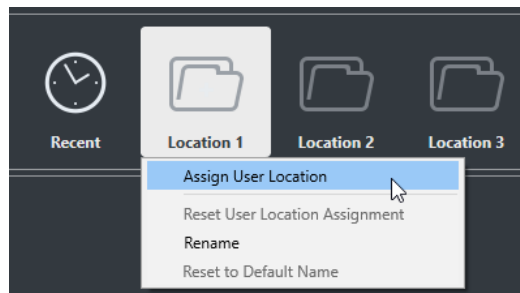 Recent
Location 1
Location 2
Location 3
Assign User Location
Reset User Location Assignment
Rename
Reset to Default Name